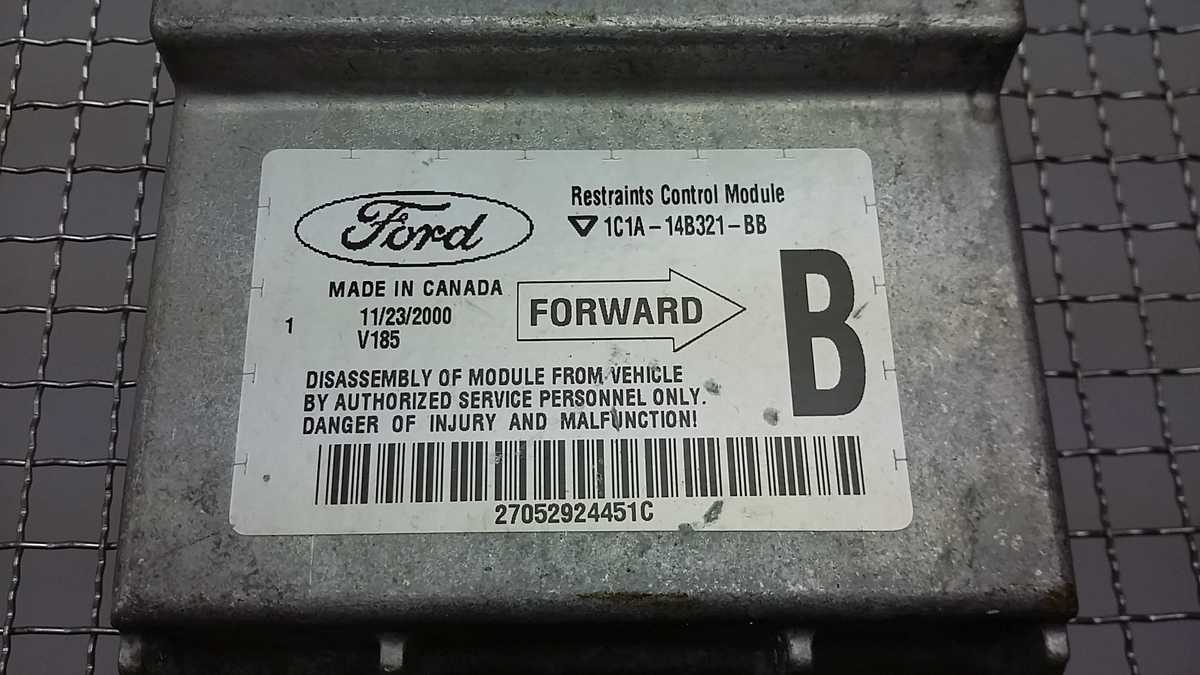 Ford
Restraints Control Module
1C1A-14B321-BB
MADE IN CANADA
11/23/2000
V185
1
FORWARD
B
DISASSEMBLY OF MODULE FROM VEHICLE
BY AUTHORIZED SERVICE PERSONNEL ONLY.
DANGER OF INJURY AND MALFUNCTION!
27052924451C